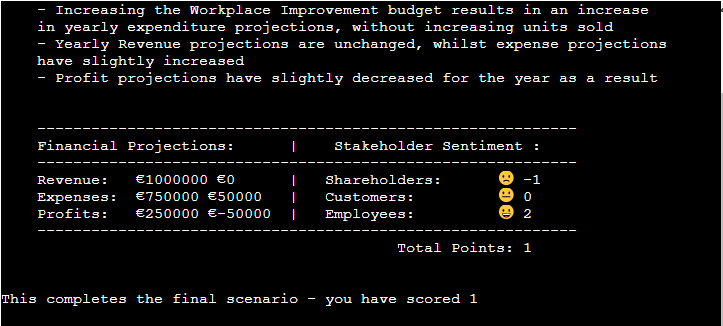 - Increasing the Workplace Improvement budget results in an increase
in yearly expenditure projections, without increasing units sold
- Yearly Revenue projections are unchanged, whilst expense projections
have slightly increased
- Profit projections have slightly decreased for the year as a result
------------------------------------------------------------
Financial Projections: | Stakeholder Sentiment :
------------------------------------------------------------
Revenue: €1000000 €0 | Shareholders: 🙁 -1
Expenses: €750000 €50000 | Customers: 😐 0
Profits: €250000 €-50000 | Employees: 😀 2
------------------------------------------------------------
Total Points: 1
This completes the final scenario - you have scored 1